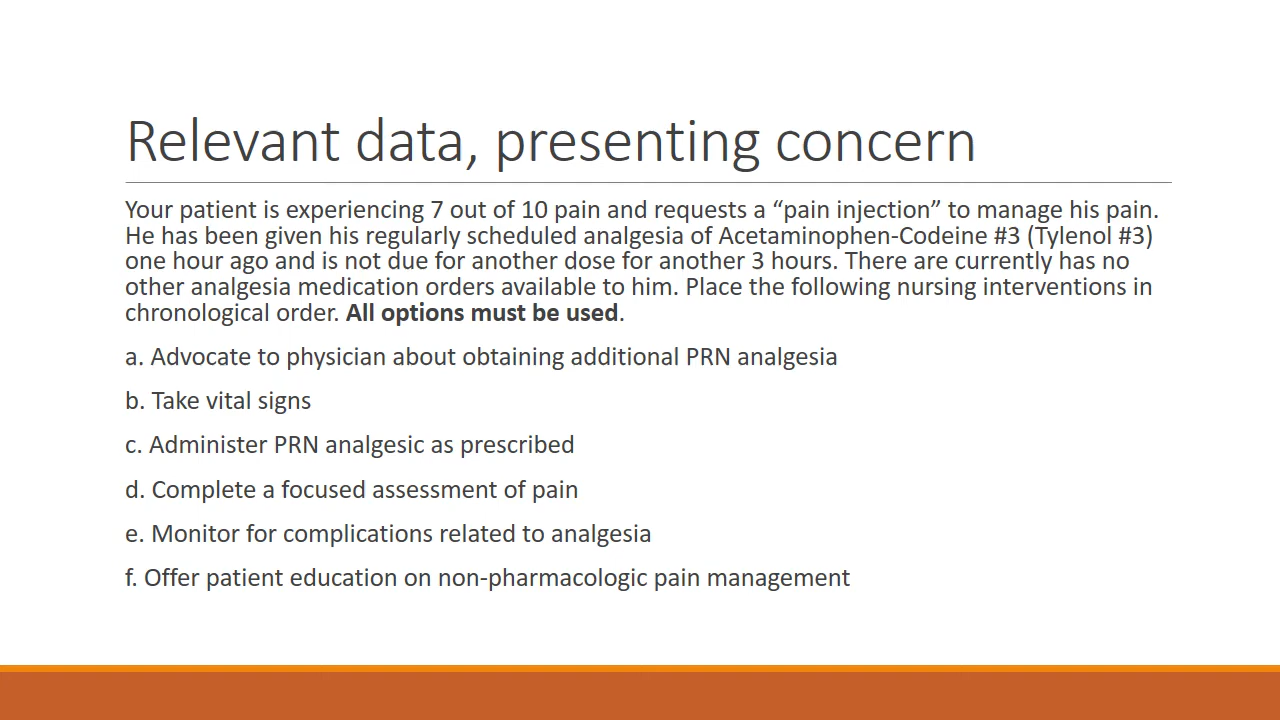 Relevant data, presenting concern
Your patient is experiencing 7 out of 10 pain and requests a “pain injection” to manage his pain.
He has been given his regularly scheduled analgesia of Acetaminophen-Codeine #3 (Tylenol #3)
one hour ago and is not due for another dose for another 3 hours. There are currently has no
other analgesia medication orders available to him. Place the following nursing interventions in
chronological order. All options must be used.
a. Advocate to physician about obtaining additional PRN analgesia
b. Take vital signs
c. Administer PRN analgesic as prescribed
d. Complete a focused assessment of pain
e. Monitor for complications related to analgesia
f. Offer patient education on non-pharmacologic pain management